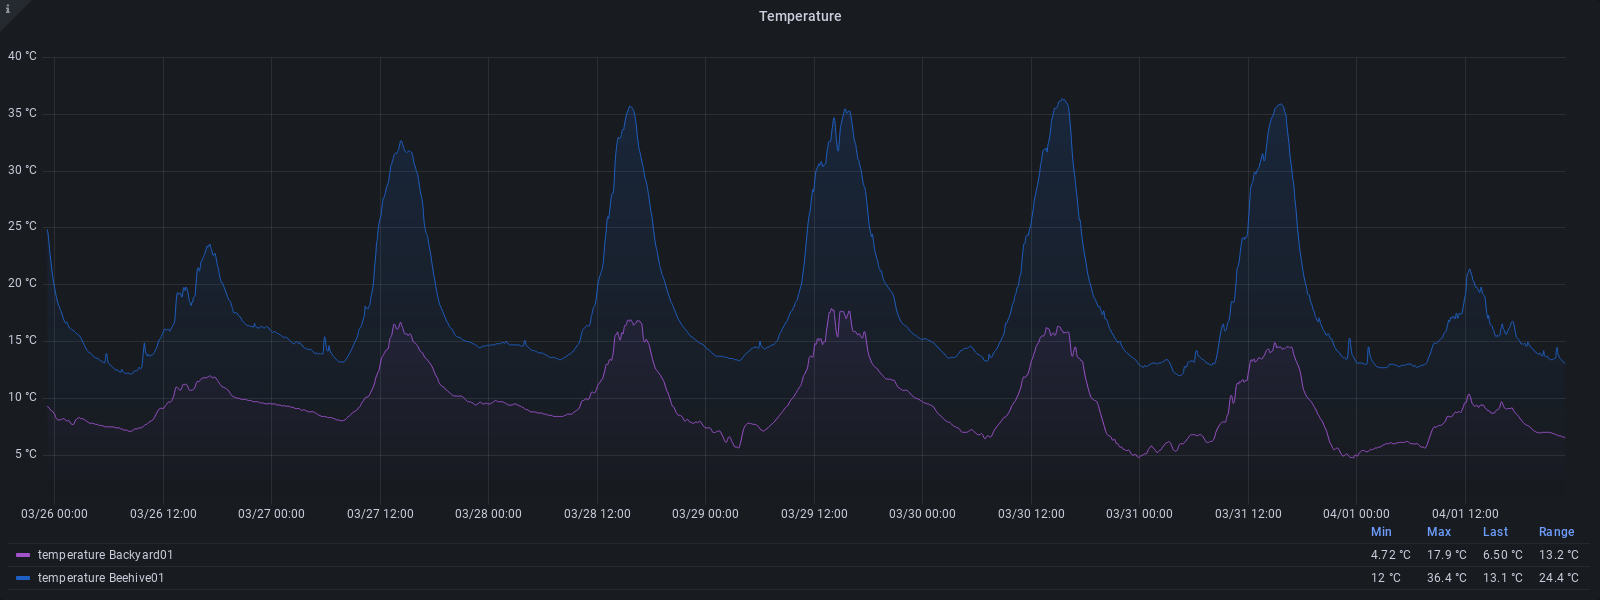 i
Temperature
40 °C
35 °C
30 °C
25 °C
20 °C
15 °C
10 °C
5 °C
03/26 00:00 03/26 12:00 03/27 00:00 03/27 12:00 03/28 00:00 03/28 12:00 03/29 00:00 03/29 12:00 03/30 00:00 03/30 12:00 03/31 00:00 03/31 12:00 04/01 00:00 04/01 12:00
Min Max Last Range
temperature Backyard01 4.72 °C 17.9 °C 6.50 °C 13.2 °C
temperature Beehive01 12 °C 36.4 °C 13.1 °C 24.4 °C